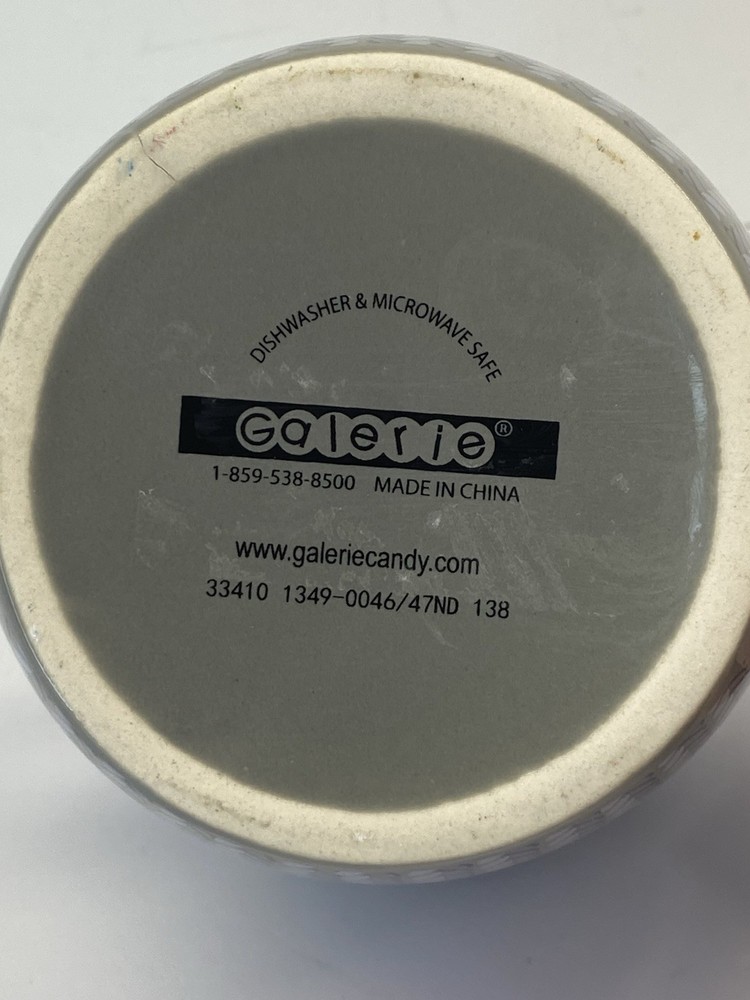 DISHWASHER & MICROWAVE SAFE
Galerie®
1-859-538-8500 MADE IN CHINA
www.galeriecandy.com
33410 1349-0046/47ND 138